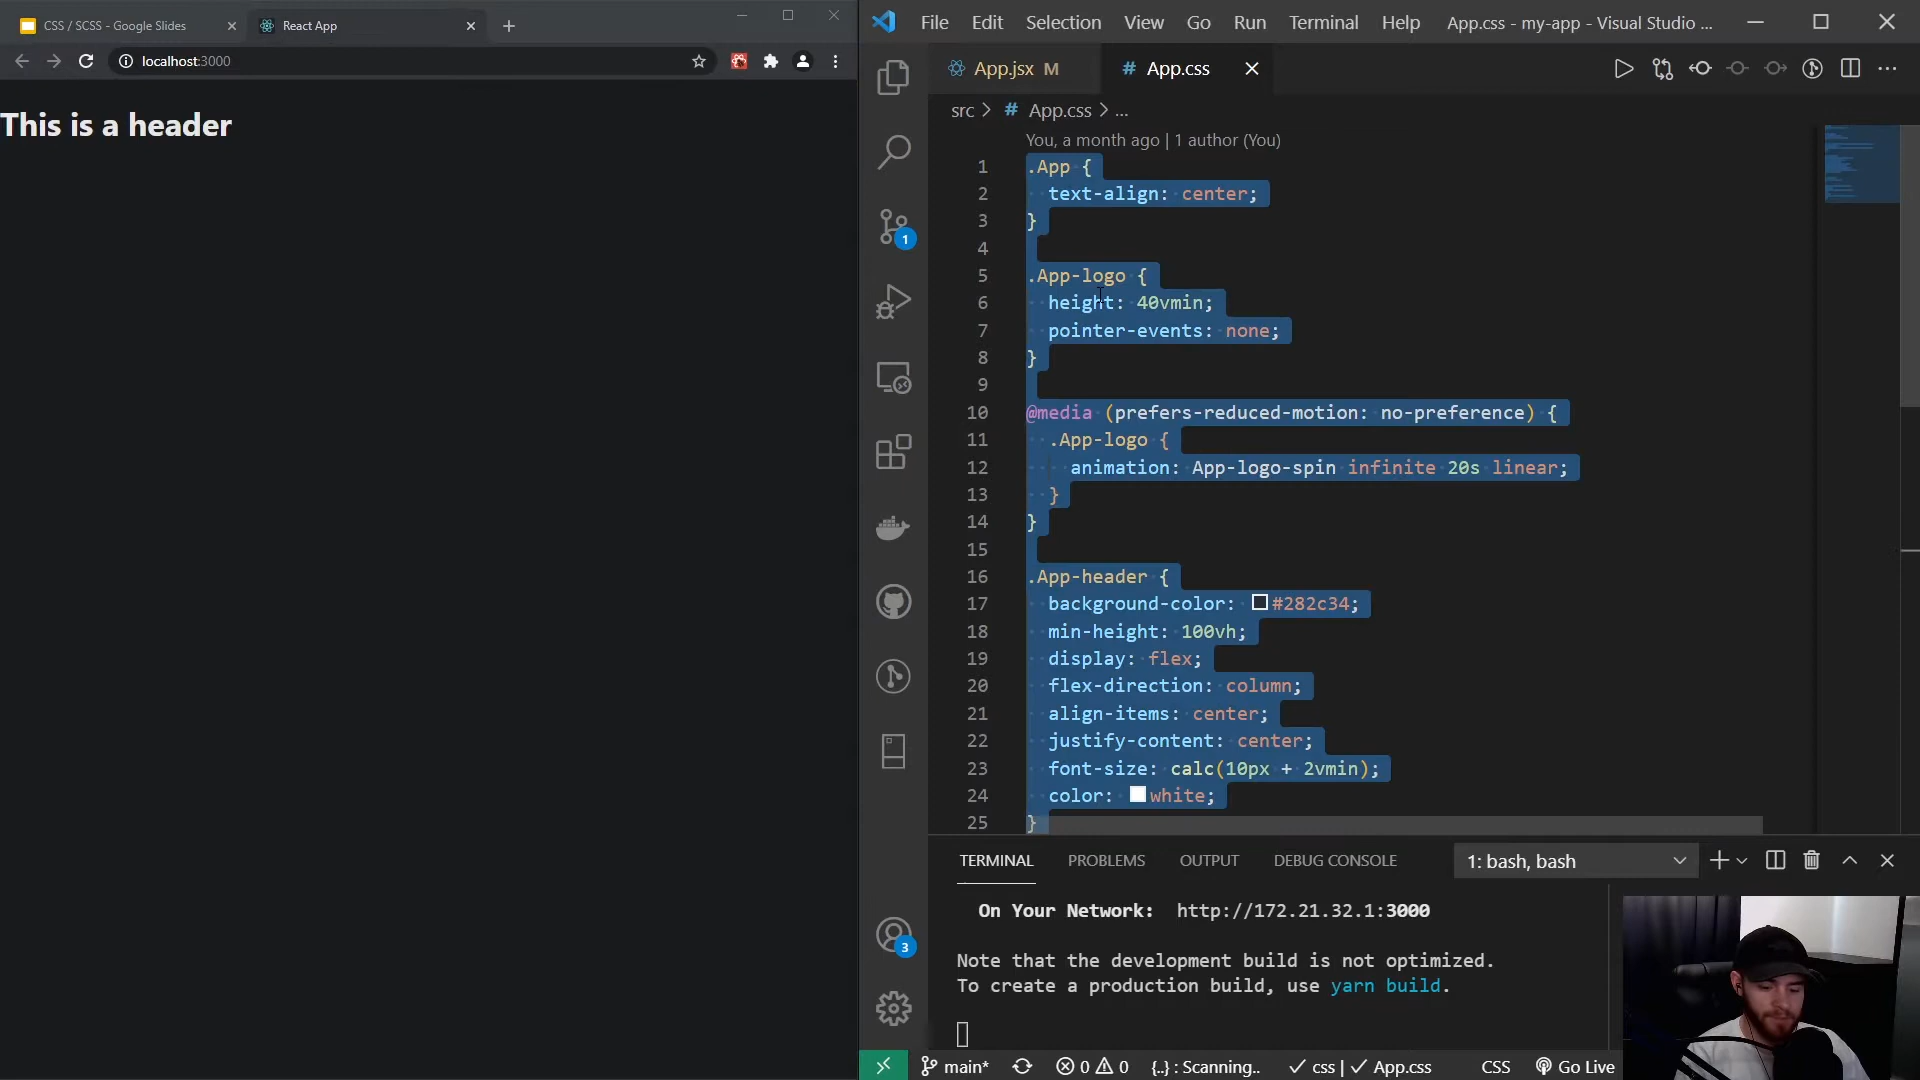 CSS / SCSS - Google Slides
React App
localhost:3000
This is a header
File Edit Selection View Go Run Terminal Help App.css - my-app - Visual Studio ...
App.jsx M
# App.css
src > # App.css > ...
You, a month ago | 1 author (You)
1 .App {
2 text-align: center;
3 }
4
5 .App-logo {
6 height: 40vmin;
7 pointer-events: none;
8 }
9
10 @media (prefers-reduced-motion: no-preference) {
11 .App-logo {
12 animation: App-logo-spin infinite 20s linear;
13 }
14 }
15
16 .App-header {
17 background-color: #282c34;
18 min-height: 100vh;
19 display: flex;
20 flex-direction: column;
21 align-items: center;
22 justify-content: center;
23 font-size: calc(10px + 2vmin);
24 color: white;
25 }
1
3
TERMINAL PROBLEMS OUTPUT DEBUG CONSOLE 1: bash, bash
On Your Network: http://172.21.32.1:3000
Note that the development build is not optimized.
To create a production build, use yarn build.
main* 0 0 {..} : Scanning.. css | App.css CSS Go Live